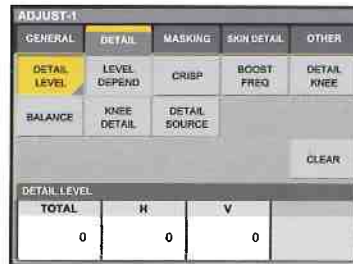 ADJUST-1
GENERAL DETAIL MASKING SKIN DETAIL OTHER
DETAIL LEVEL DETAIL
LEVEL DEPEND CRISP BOOST FREQ KNEE
BALANCE KNEE DETAIL DETAIL SOURCE
CLEAR
DETAIL LEVEL
TOTAL H V
0 0 0